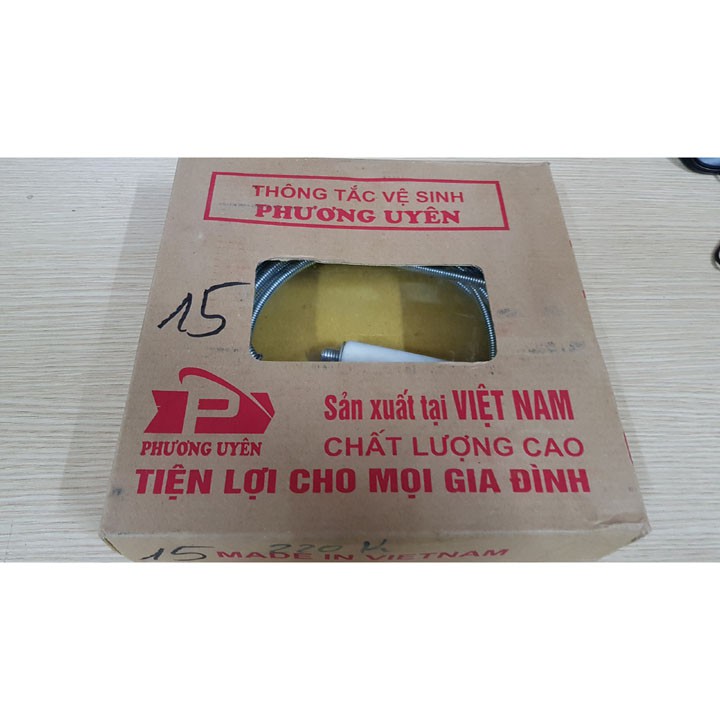 THÔNG TẮC VỆ SINH
PHƯƠNG UYÊN
15
P
PHƯƠNG UYÊN
Sản xuất tại VIỆT NAM
CHẤT LƯỢNG CAO
TIỆN LỢI CHO MỌI GIA ĐÌNH
15 220 K
MADE IN VIETNAM